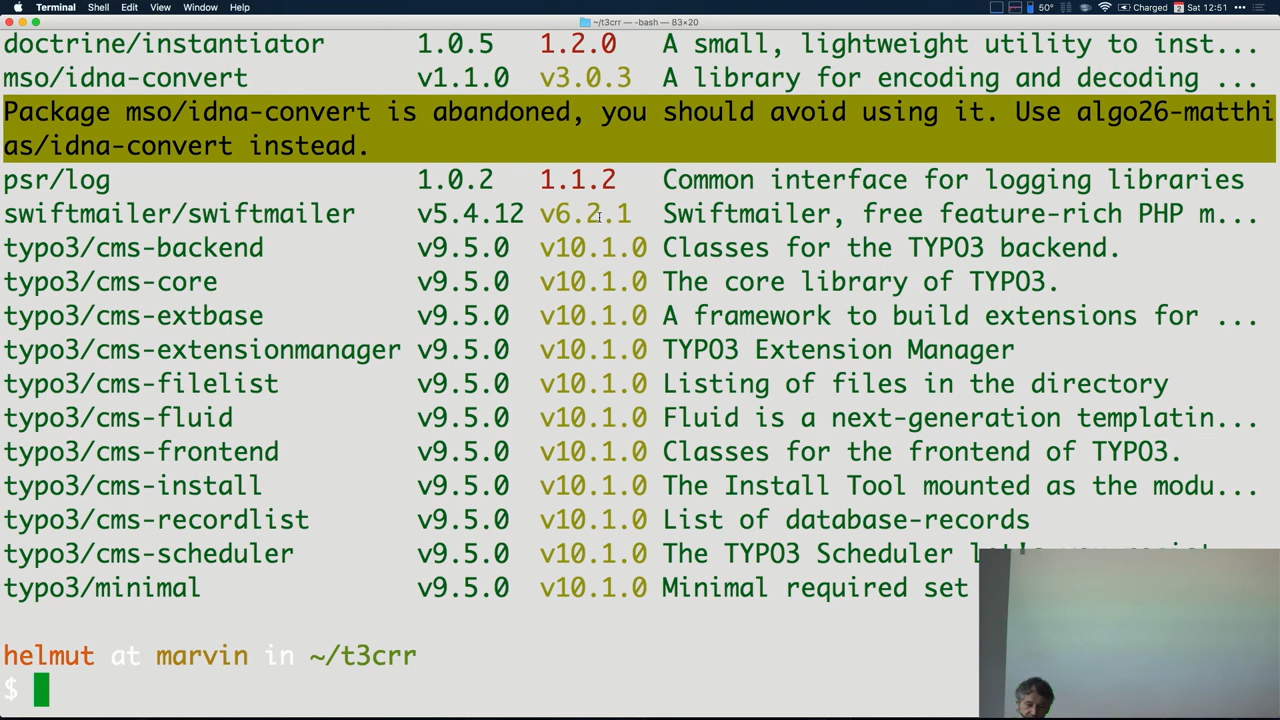 Terminal Shell Edit View Window Help 50° Charged 2 Sat 12:51
~/t3crr — -bash — 83×20
doctrine/instantiator 1.0.5 1.2.0 A small, lightweight utility to inst...
mso/idna-convert v1.1.0 v3.0.3 A library for encoding and decoding ...
Package mso/idna-convert is abandoned, you should avoid using it. Use algo26-matthi
as/idna-convert instead.
psr/log 1.0.2 1.1.2 Common interface for logging libraries
swiftmailer/swiftmailer v5.4.12 v6.2.1 Swiftmailer, free feature-rich PHP m...
typo3/cms-backend v9.5.0 v10.1.0 Classes for the TYPO3 backend.
typo3/cms-core v9.5.0 v10.1.0 The core library of TYPO3.
typo3/cms-extbase v9.5.0 v10.1.0 A framework to build extensions for ...
typo3/cms-extensionmanager v9.5.0 v10.1.0 TYPO3 Extension Manager
typo3/cms-filelist v9.5.0 v10.1.0 Listing of files in the directory
typo3/cms-fluid v9.5.0 v10.1.0 Fluid is a next-generation templatin...
typo3/cms-frontend v9.5.0 v10.1.0 Classes for the frontend of TYPO3.
typo3/cms-install v9.5.0 v10.1.0 The Install Tool mounted as the modu...
typo3/cms-recordlist v9.5.0 v10.1.0 List of database-records
typo3/cms-scheduler v9.5.0 v10.1.0 The TYPO3 Scheduler
typo3/minimal v9.5.0 v10.1.0 Minimal required set
helmut at marvin in ~/t3crr
$